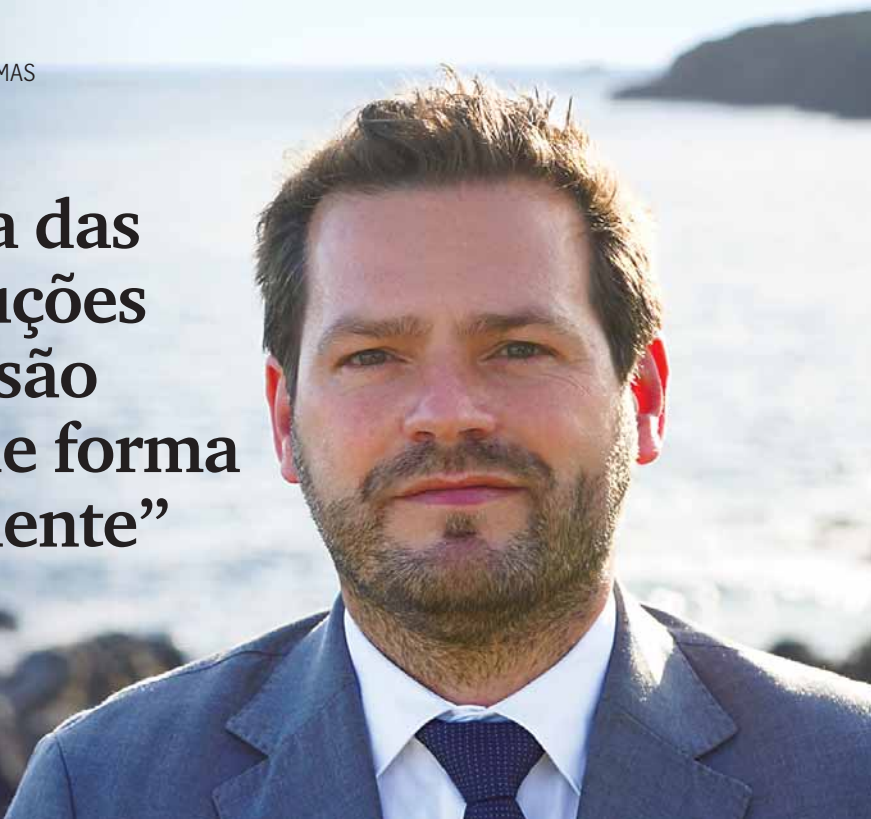 MAS
a das
uções
são
e forma
ente”